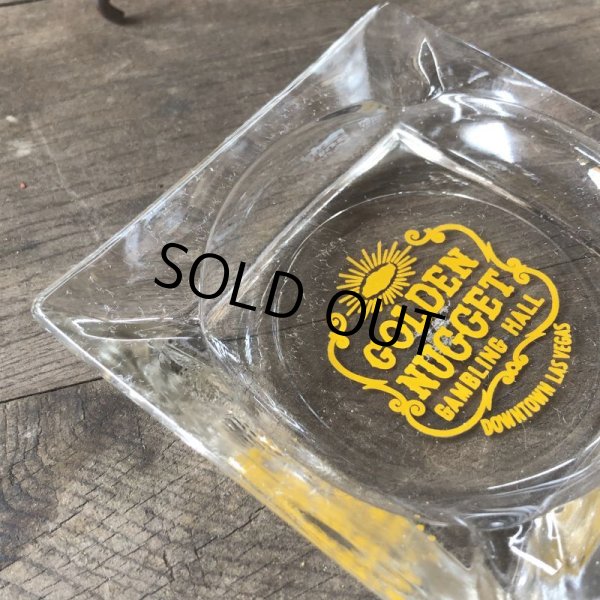 SOLD OUT
GOLDEN
NUGGET
GAMBLING HALL
DOWNTOWN LAS VEGAS